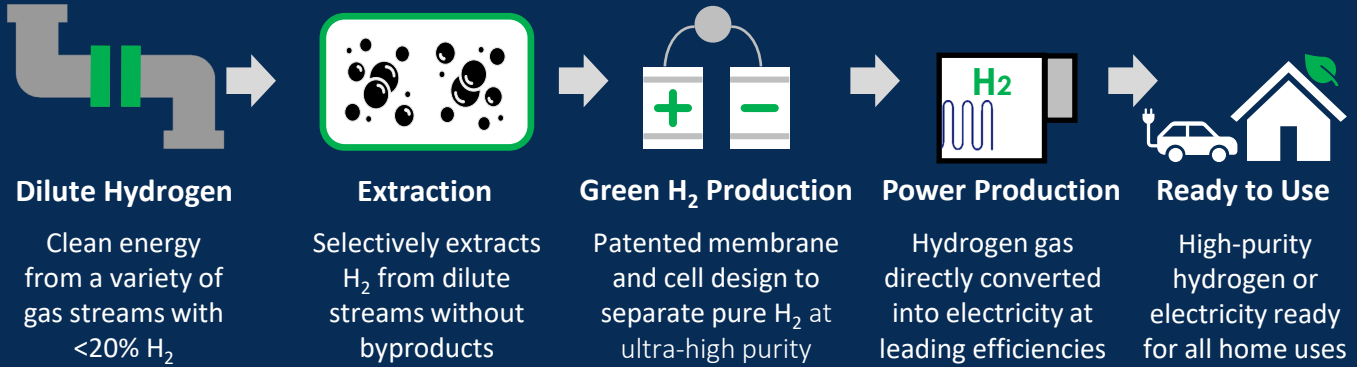 H2
Dilute Hydrogen
Clean energy
from a variety of
gas streams with
<20% H₂
Extraction
Selectively extracts
H₂ from dilute
streams without
byproducts
Green H₂ Production
Patented membrane
and cell design to
separate pure H₂ at
ultra-high purity
Power Production
Hydrogen gas
directly converted
into electricity at
leading efficiencies
Ready to Use
High-purity
hydrogen or
electricity ready
for all home uses